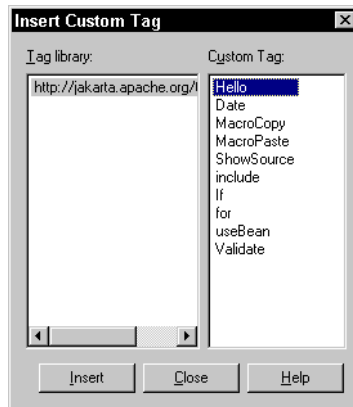 Insert Custom Tag
Tag library:
Custom Tag:
http://jakarta.apache.org/
Hello
Date
MacroCopy
MacroPaste
ShowSource
include
If
for
useBean
Validate
Insert
Close
Help